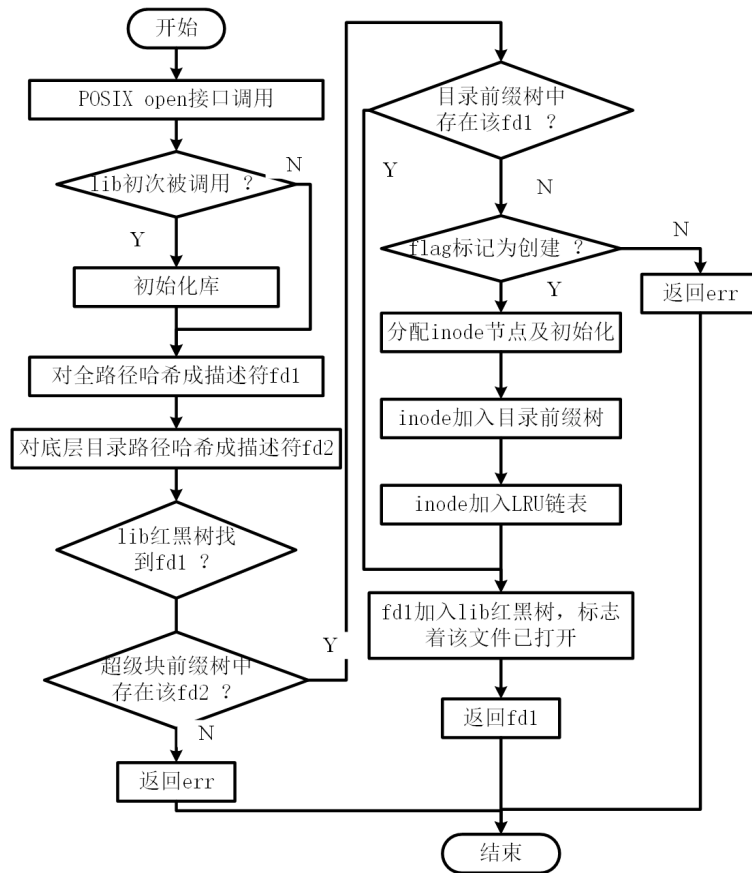 开始
POSIX open接口调用
lib初次被调用 ？
N
Y
初始化库
对全路径哈希成描述符fd1
对底层目录路径哈希成描述符fd2
lib红黑树找
到fd1 ？
超级块前缀树中
存在该fd2 ？
Y
N
返回err
目录前缀树中
存在该fd1 ？
Y
N
flag标记为创建 ？
N
Y
返回err
分配inode节点及初始化
inode加入目录前缀树
inode加入LRU链表
fd1加入lib红黑树，标志
着该文件已打开
返回fd1
结束